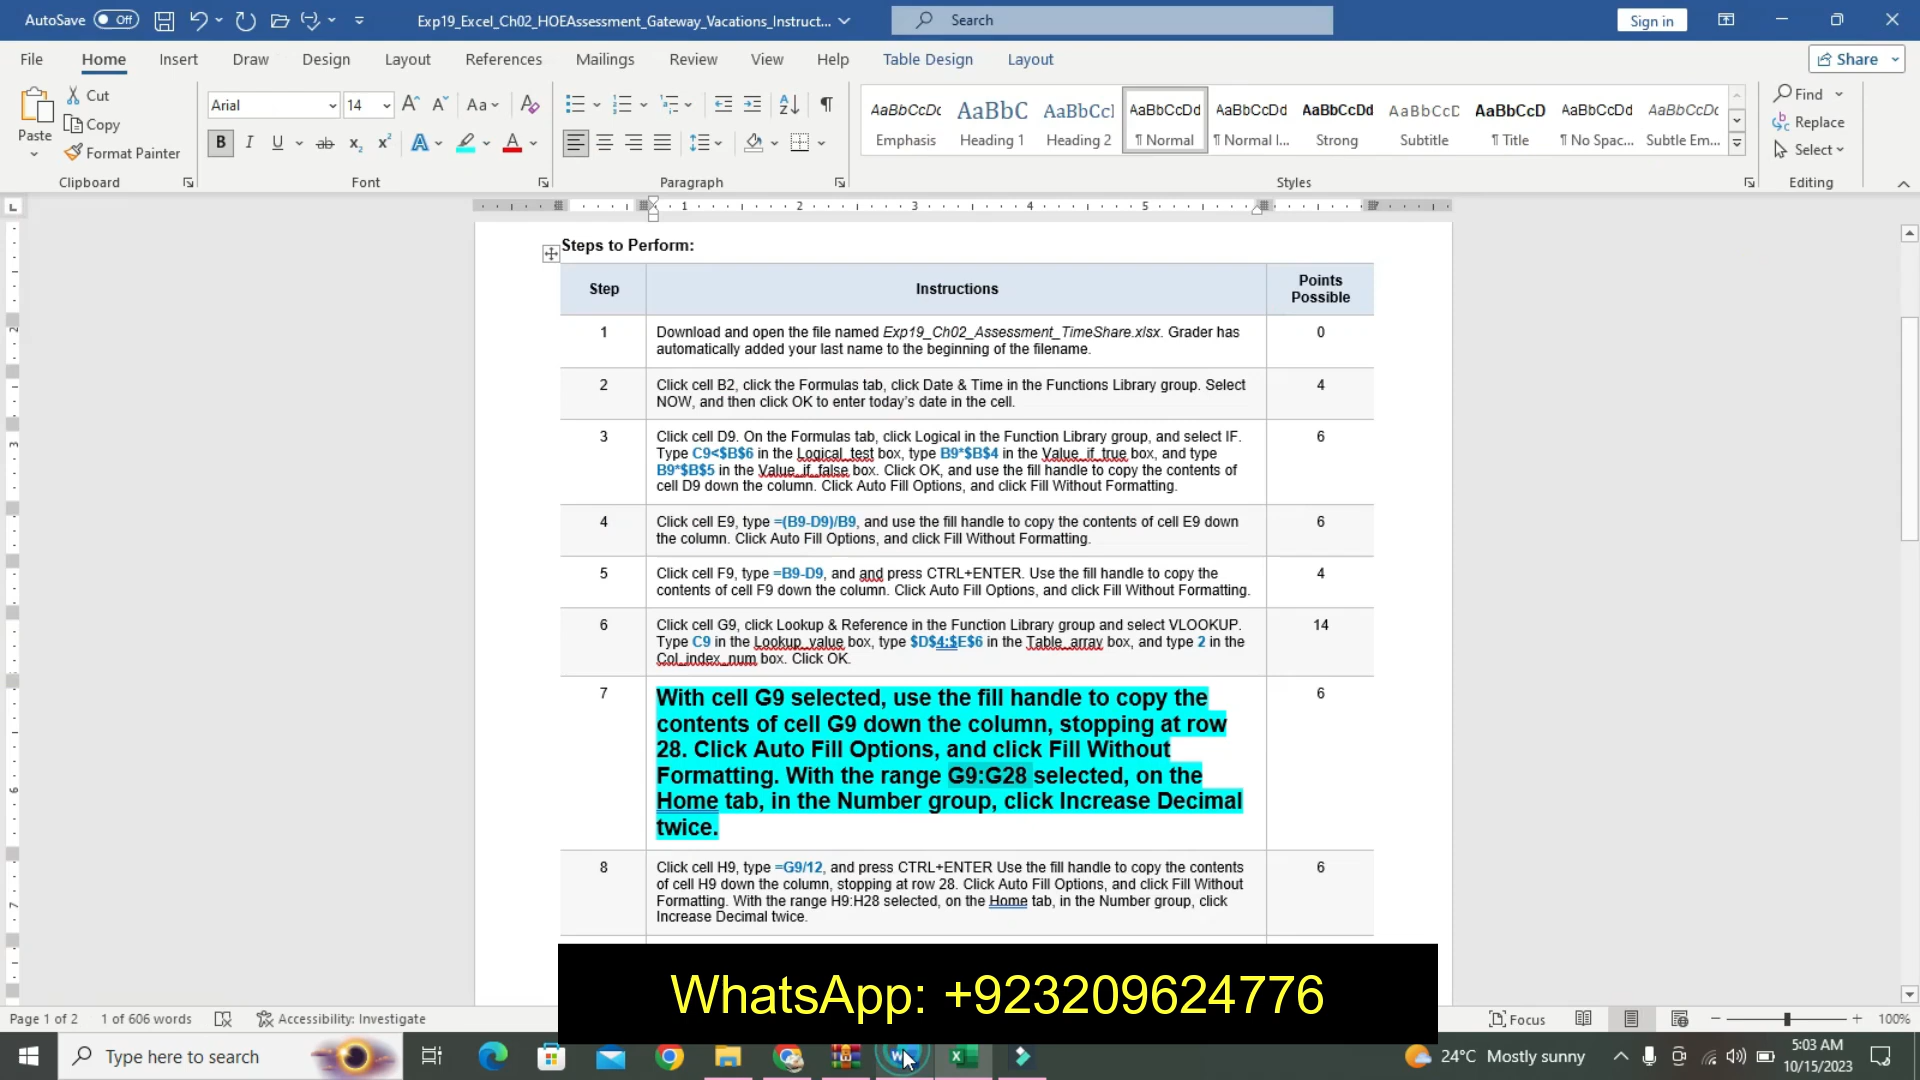 AutoSave Off Exp19_Excel_Ch02_HOEAssessment_Gateway_Vacations_Instruct... Search Sign in
File Home Insert Draw Design Layout References Mailings Review View Help Table Design Layout Share
Paste
Cut
Copy
Format Painter
Clipboard
Arial 14
Font
Paragraph
AaBbCcDc AaBbC AaBbCcI AaBbCcDd AaBbCcDd AaBbCcDd AaBbCcD AaBbCcD AaBbCcDd AaBbCcDc
Emphasis Heading 1 Heading 2 ¶ Normal ¶ Normal I... Strong Subtitle ¶ Title ¶ No Spac... Subtle Em...
Styles
Find
Replace
Select
Editing
1 2 3 4 5
Steps to Perform:
Step Instructions Points Possible
1 Download and open the file named Exp19_Ch02_Assessment_TimeShare.xlsx. Grader has 0
automatically added your last name to the beginning of the filename.
2 Click cell B2, click the Formulas tab, click Date & Time in the Functions Library group. Select 4
NOW, and then click OK to enter today's date in the cell.
3 Click cell D9. On the Formulas tab, click Logical in the Function Library group, and select IF. 6
Type C9<$B$6 in the Logical_test box, type B9*$B$4 in the Value_if_true box, and type
B9*$B$5 in the Value_if_false box. Click OK, and use the fill handle to copy the contents of
cell D9 down the column. Click Auto Fill Options, and click Fill Without Formatting.
4 Click cell E9, type =(B9-D9)/B9, and use the fill handle to copy the contents of cell E9 down 6
the column. Click Auto Fill Options, and click Fill Without Formatting.
5 Click cell F9, type =B9-D9, and and press CTRL+ENTER. Use the fill handle to copy the 4
contents of cell F9 down the column. Click Auto Fill Options, and click Fill Without Formatting.
6 Click cell G9, click Lookup & Reference in the Function Library group and select VLOOKUP. 14
Type C9 in the Lookup_value box, type $D$4:$E$6 in the Table_array box, and type 2 in the
Col_index_num box. Click OK.
7 With cell G9 selected, use the fill handle to copy the 6
contents of cell G9 down the column, stopping at row
28. Click Auto Fill Options, and click Fill Without
Formatting. With the range G9:G28 selected, on the
Home tab, in the Number group, click Increase Decimal
twice.
8 Click cell H9, type =G9/12, and press CTRL+ENTER Use the fill handle to copy the contents 6
of cell H9 down the column, stopping at row 28. Click Auto Fill Options, and click Fill Without
Formatting. With the range H9:H28 selected, on the Home tab, in the Number group, click
Increase Decimal twice.
WhatsApp: +923209624776
Page 1 of 2 1 of 606 words Accessibility: Investigate Focus 100%
Type here to search 24°C Mostly sunny 5:03 AM
10/15/2023